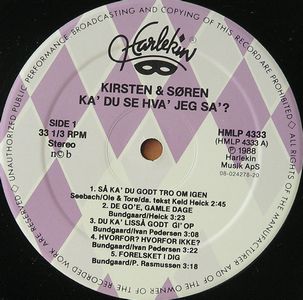 UNAUTHORIZED PUBLIC PERFORMANCE BROADCASTING AND COPYING OF THIS RECORD
ALL RIGHTS OF THE MANUFACTURER AND OF THE OWNER OF THE RECORDED WORK ARE RESERVED
Harlekin
KIRSTEN & SØREN
KA' DU SE HVA' JEG SA'?
SIDE 1
33 1/3 RPM
Stereo
n©b
HMLP 4333
(HMLP 4333 A)
℗ 1988
Harlekin
Musik ApS
08-024278-20
1. SÅ KA' DU GODT TRO OM IGEN
Seebach/Ole & Tore/da. tekst Keld Heick 2:45
2. DE GO'E, GAMLE DAGE
Bundgaard/Heick 3:23
3. DU KA' LISSÅ GODT GI' OP
Bundgaard/Ivan Pedersen 3:08
4. HVORFOR? HVORFOR IKKE?
Bundgaard/Ivan Pedersen 3:22
5. FORELSKET I DIG
Bundgaard/P. Rasmussen 3:18